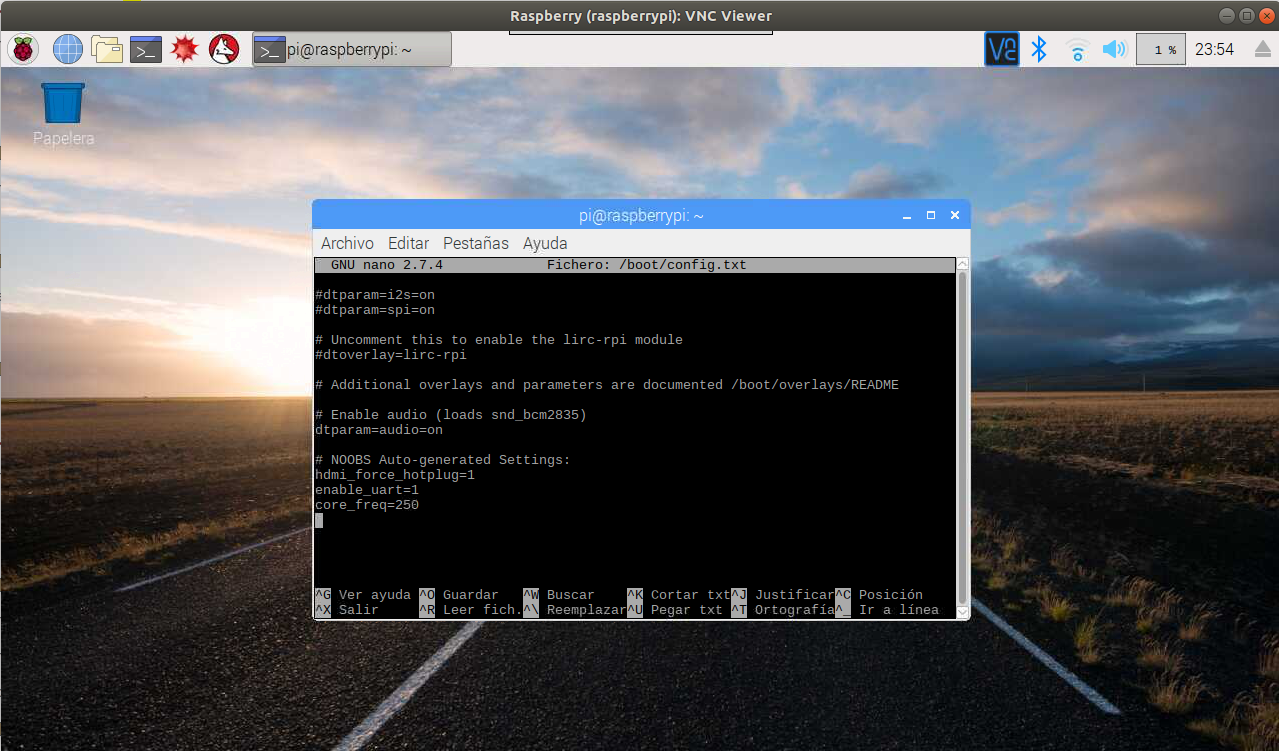 Raspberry (raspberrypi): VNC Viewer
pi@raspberrypi: ~
1 %
23:54
Papelera
pi@raspberrypi: ~
Archivo Editar Pestañas Ayuda
GNU nano 2.7.4 Fichero: /boot/config.txt
#dtparam=i2s=on
#dtparam=spi=on
# Uncomment this to enable the lirc-rpi module
#dtoverlay=lirc-rpi
# Additional overlays and parameters are documented /boot/overlays/README
# Enable audio (loads snd_bcm2835)
dtparam=audio=on
# NOOBS Auto-generated Settings:
hdmi_force_hotplug=1
enable_uart=1
core_freq=250
^G Ver ayuda ^O Guardar ^W Buscar ^K Cortar txt^J Justificar^C Posición
^X Salir ^R Leer fich.^\ Reemplazar^U Pegar txt ^T Ortografía^_ Ir a línea